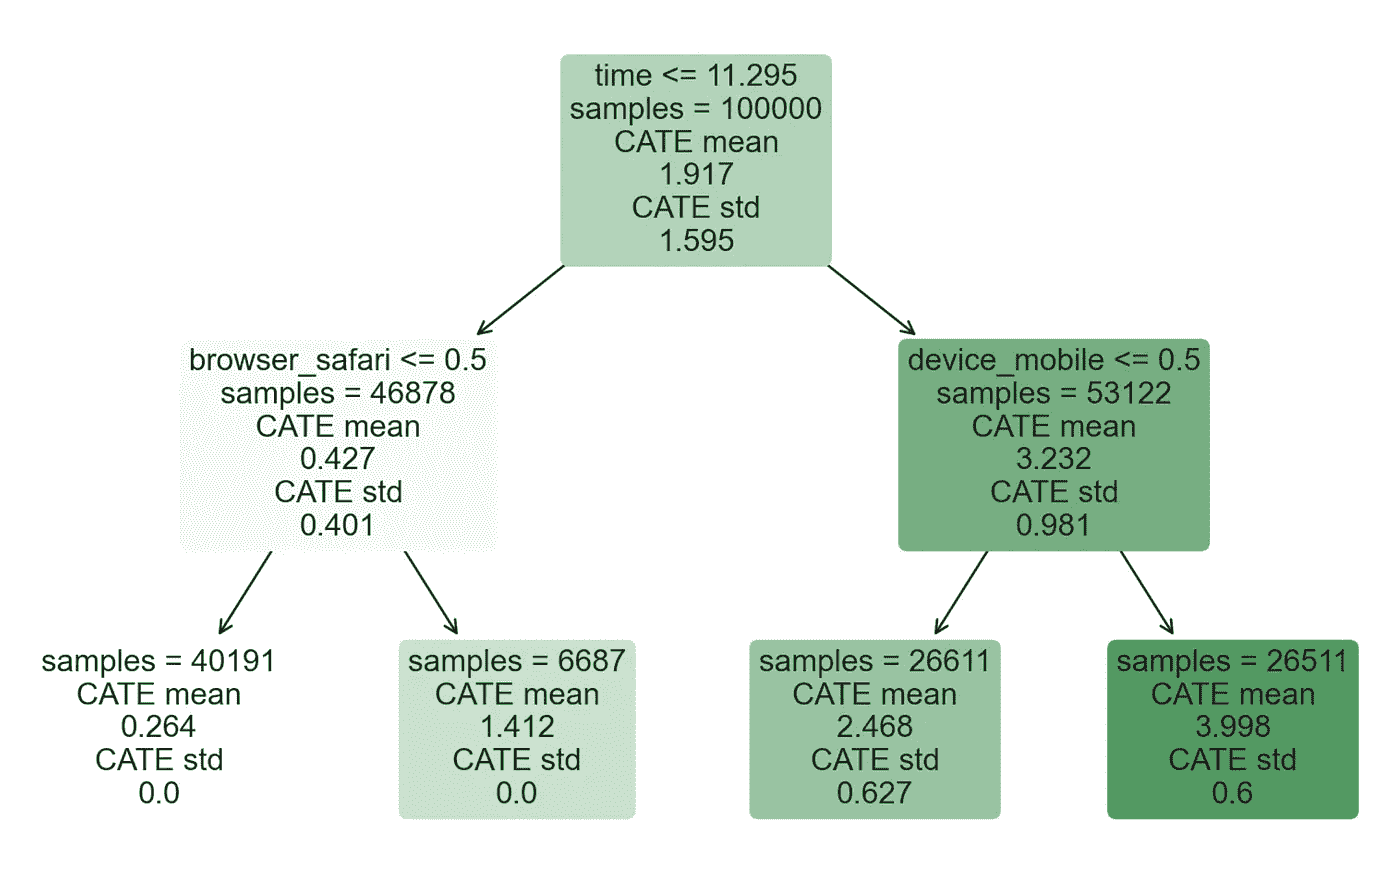 time <= 11.295
samples = 100000
CATE mean
1.917
CATE std
1.595
browser_safari <= 0.5
samples = 46878
CATE mean
0.427
CATE std
0.401
device_mobile <= 0.5
samples = 53122
CATE mean
3.232
CATE std
0.981
samples = 40191
CATE mean
0.264
CATE std
0.0
samples = 6687
CATE mean
1.412
CATE std
0.0
samples = 26611
CATE mean
2.468
CATE std
0.627
samples = 26511
CATE mean
3.998
CATE std
0.6